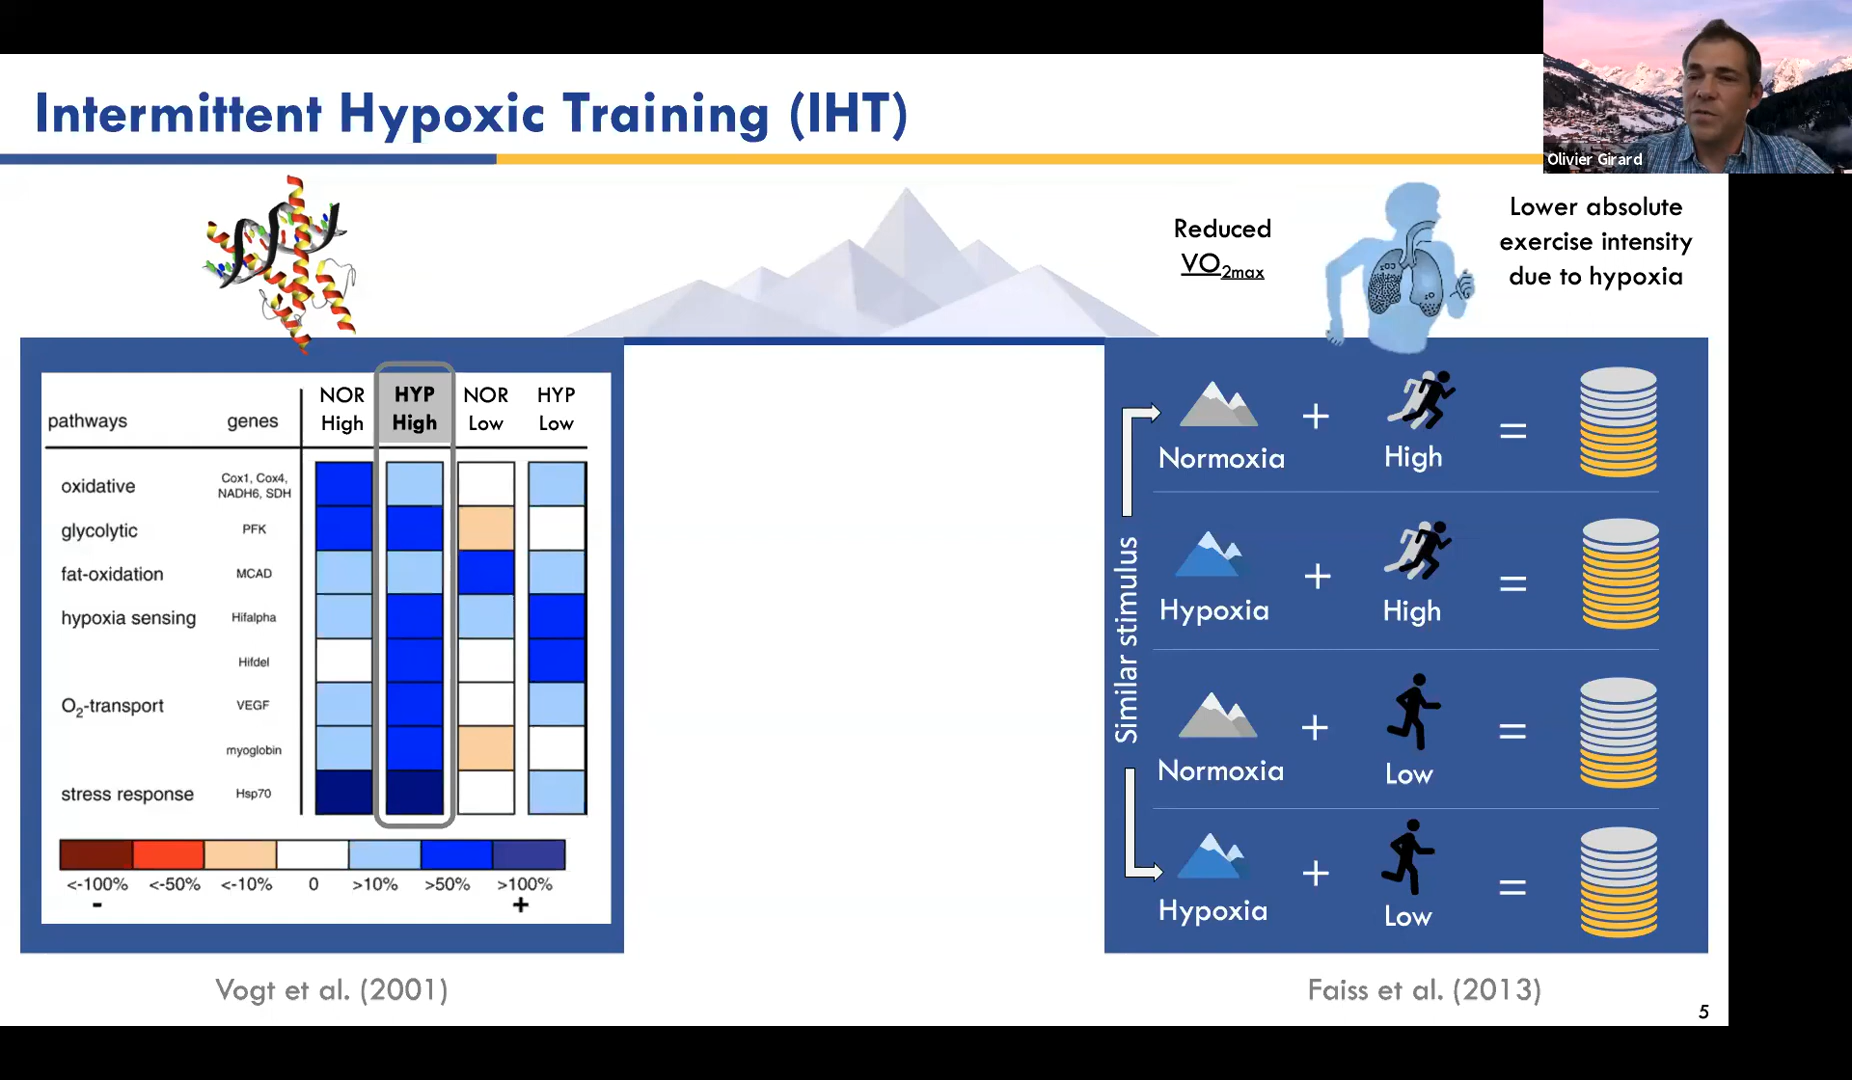 Olivier Girard
Intermittent Hypoxic Training (IHT)
Reduced
VO2max
Lower absolute
exercise intensity
due to hypoxia
pathways genes NOR High HYP High NOR Low HYP Low
oxidative Cox1, Cox4, NADH6, SDH
glycolytic PFK
fat-oxidation MCAD
hypoxia sensing Hifalpha
Hifdel
O2-transport VEGF
myoglobin
stress response Hsp70
<-100% <-50% <-10% 0 >10% >50% >100%
- +
Vogt et al. (2001)
Similar stimulus
Normoxia + High =
Hypoxia + High =
Normoxia + Low =
Hypoxia + Low =
Faiss et al. (2013)
5